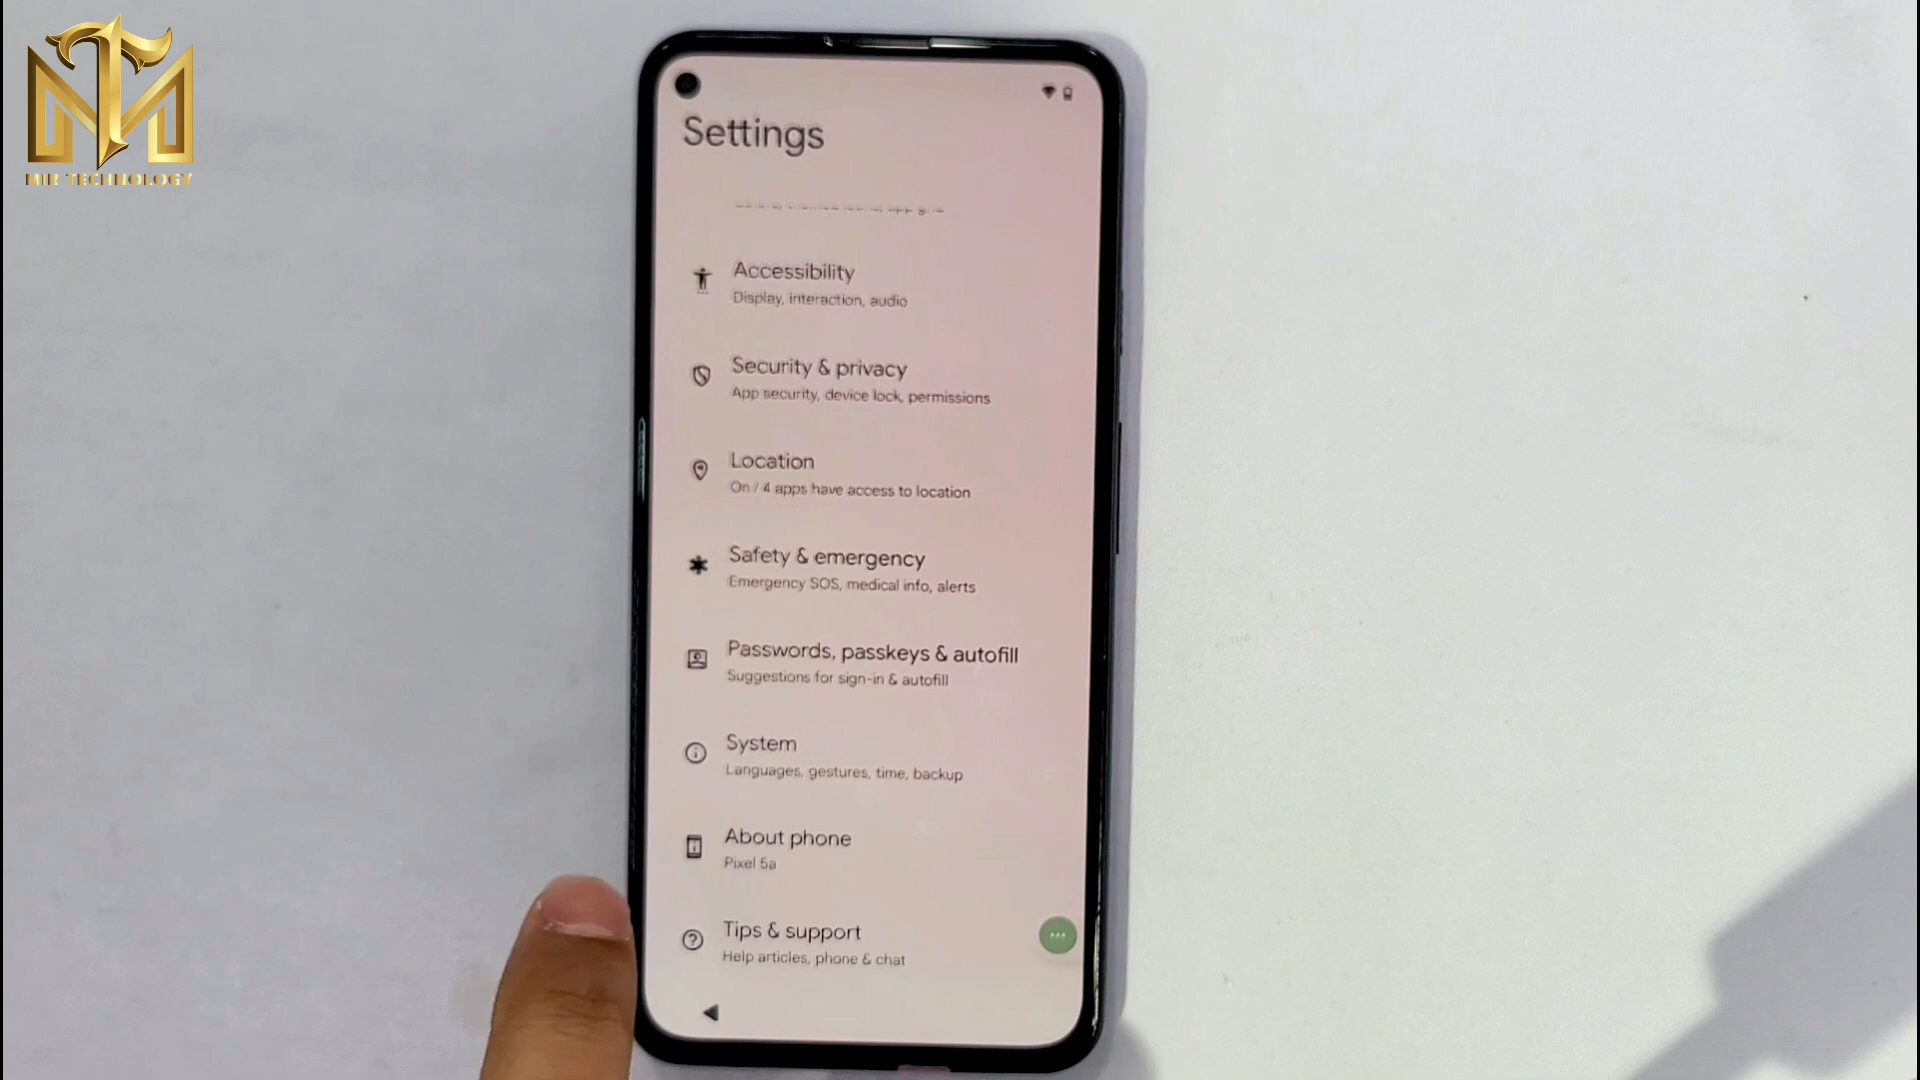 MIR TECHNOLOGY
Settings
Accessibility
Display, interaction, audio
Security & privacy
App security, device lock, permissions
Location
On / 4 apps have access to location
Safety & emergency
Emergency SOS, medical info, alerts
Passwords, passkeys & autofill
Suggestions for sign-in & autofill
System
Languages, gestures, time, backup
About phone
Pixel 5a
Tips & support
Help articles, phone & chat